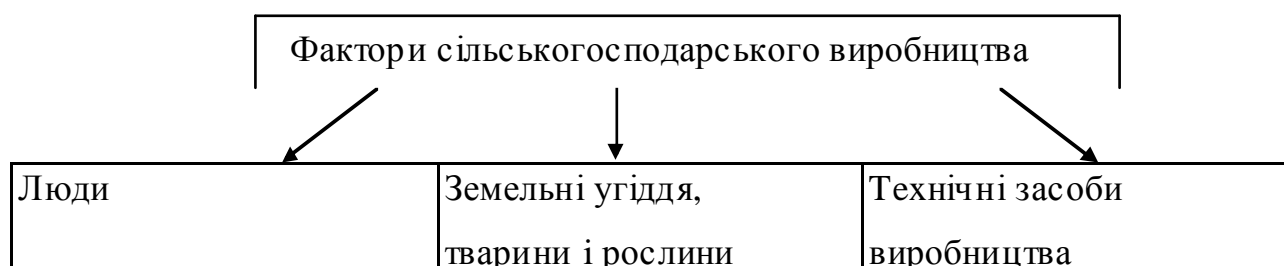 Фактори сільськогосподарського виробництва
Люди
Земельні угіддя,
тварини і рослини
Технічні засоби
виробництва